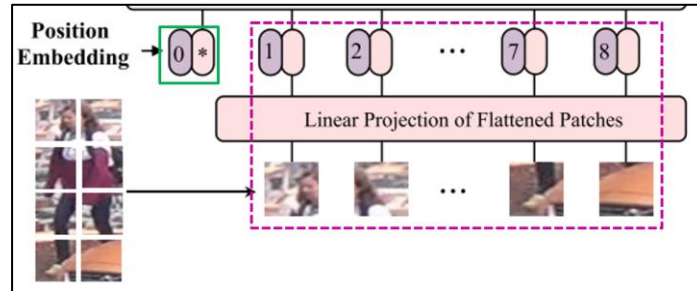 Position
Embedding
0 *
1
2
...
7
8
Linear Projection of Flattened Patches
...